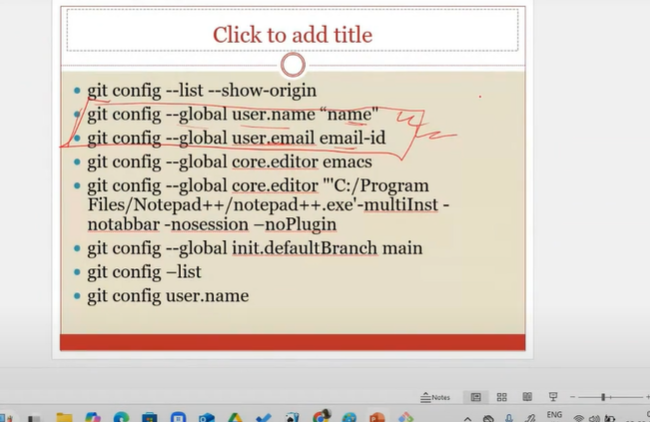 Click to add title
git config --list --show-origin
git config --global user.name “name"
git config --global user.email email-id
git config --global core.editor emacs
git config --global core.editor "'C:/Program
Files/Notepad++/notepad++.exe'-multiInst -
notabbar -nosession –noPlugin
git config --global init.defaultBranch main
git config –list
git config user.name
Notes
ENG